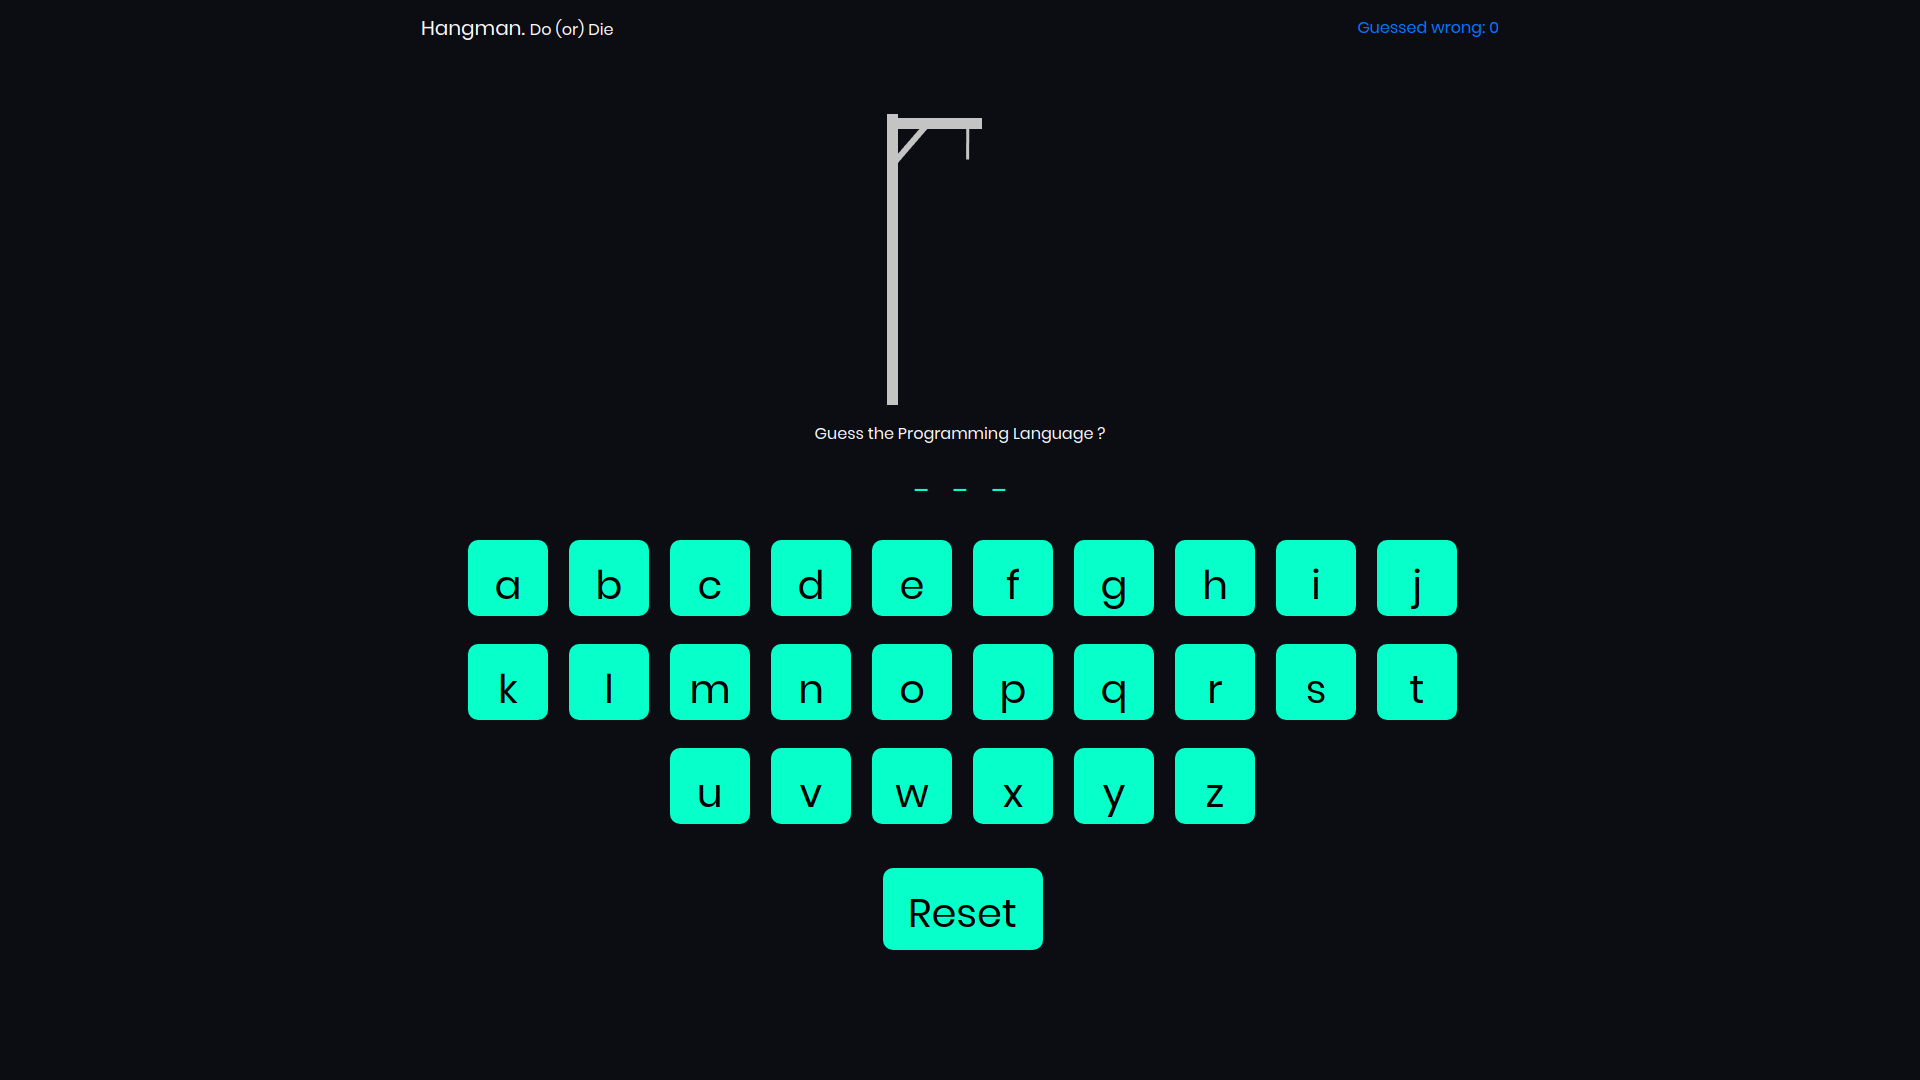 Hangman. Do (or) Die
Guessed wrong: 0
Guess the Programming Language ?
_ _ _
a b c d e f g h i j
k l m n o p q r s t
u v w x y z
Reset